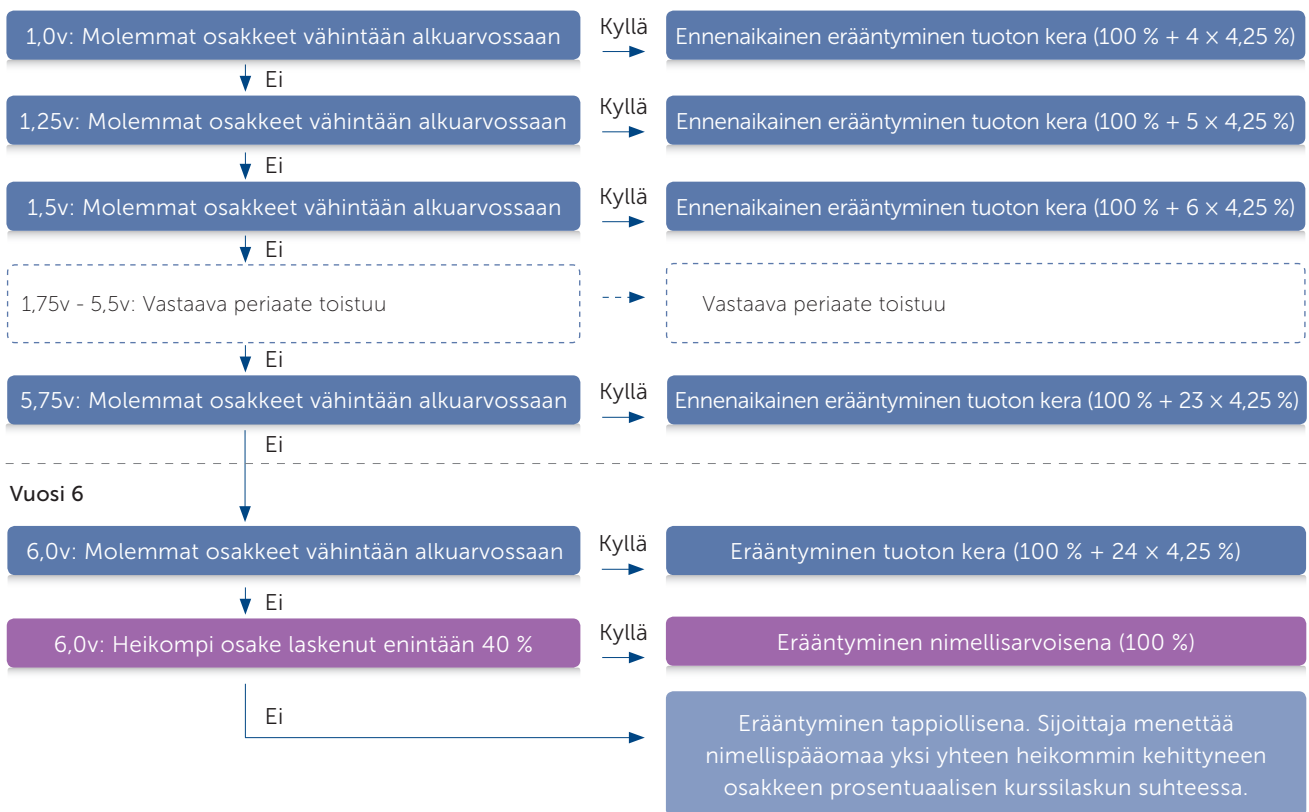 1,0v: Molemmat osakkeet vähintään alkuarvossaan
Kyllä
Ennenaikainen erääntyminen tuoton kera (100 % + 4 × 4,25 %)
Ei
1,25v: Molemmat osakkeet vähintään alkuarvossaan
Kyllä
Ennenaikainen erääntyminen tuoton kera (100 % + 5 × 4,25 %)
Ei
1,5v: Molemmat osakkeet vähintään alkuarvossaan
Kyllä
Ennenaikainen erääntyminen tuoton kera (100 % + 6 × 4,25 %)
Ei
1,75v - 5,5v: Vastaava periaate toistuu
Vastaava periaate toistuu
Ei
5,75v: Molemmat osakkeet vähintään alkuarvossaan
Kyllä
Ennenaikainen erääntyminen tuoton kera (100 % + 23 × 4,25 %)
Ei
Vuosi 6
6,0v: Molemmat osakkeet vähintään alkuarvossaan
Kyllä
Erääntyminen tuoton kera (100 % + 24 × 4,25 %)
Ei
6,0v: Heikompi osake laskenut enintään 40 %
Kyllä
Erääntyminen nimellisarvoisena (100 %)
Ei
Erääntyminen tappiollisena. Sijoittaja menettää
nimellispääomaa yksi yhteen heikommin kehittyneen
osakkeen prosentuaalisen kurssilaskun suhteessa.